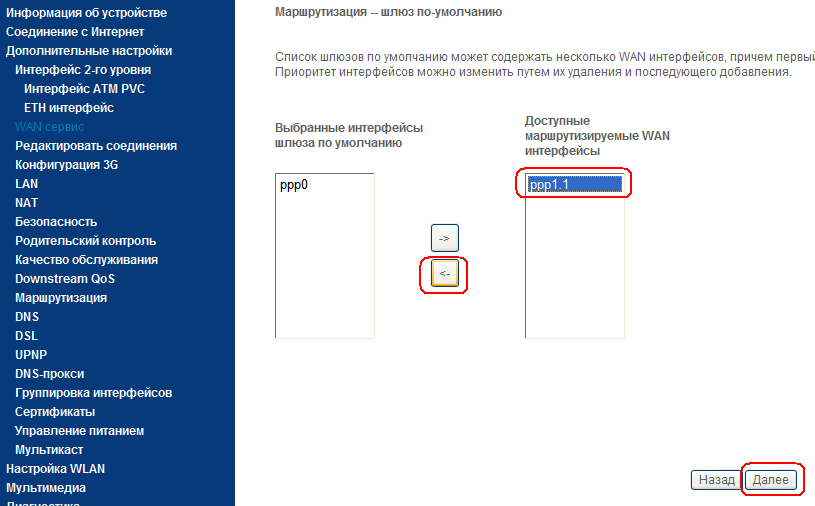 Информация об устройстве
Соединение с Интернет
Дополнительные настройки
Интерфейс 2-го уровня
Интерфейс ATM PVC
ETH интерфейс
WAN сервис
Редактировать соединения
Конфигурация 3G
LAN
NAT
Безопасность
Родительский контроль
Качество обслуживания
Downstream QoS
Маршрутизация
DNS
DSL
UPNP
DNS-прокси
Группировка интерфейсов
Сертификаты
Управление питанием
Мультикаст
Настройка WLAN
Мультимедиа
Диагностика
Маршрутизация -- шлюз по-умолчанию
Список шлюзов по умолчанию может содержать несколько WAN интерфейсов, причем первый
Приоритет интерфейсов можно изменить путем их удаления и последующего добавления.
Выбранные интерфейсы
шлюза по умолчанию
ppp0
->
<-
Доступные
маршрутизируемые WAN
интерфейсы
ppp1.1
Назад
Далее